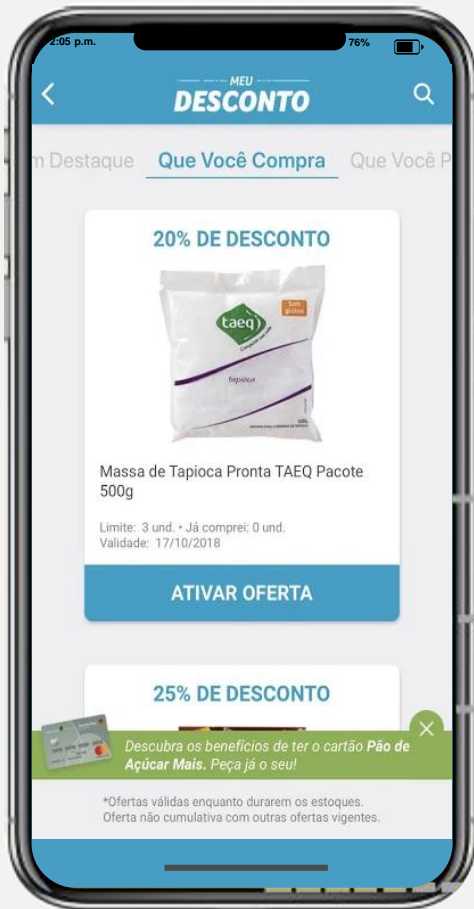 2:05 p.m. 76%
MEU
DESCONTO
m Destaque Que Você Compra Que Você P
20% DE DESCONTO
taeq
Sem
glúten
tapioca
Massa de Tapioca Pronta TAEQ Pacote
500g
Limite: 3 und. • Já comprei: 0 und.
Validade: 17/10/2018
ATIVAR OFERTA
25% DE DESCONTO
Descubra os benefícios de ter o cartão Pão de
Açúcar Mais. Peça já o seu!
*Ofertas válidas enquanto durarem os estoques.
Oferta não cumulativa com outras ofertas vigentes.